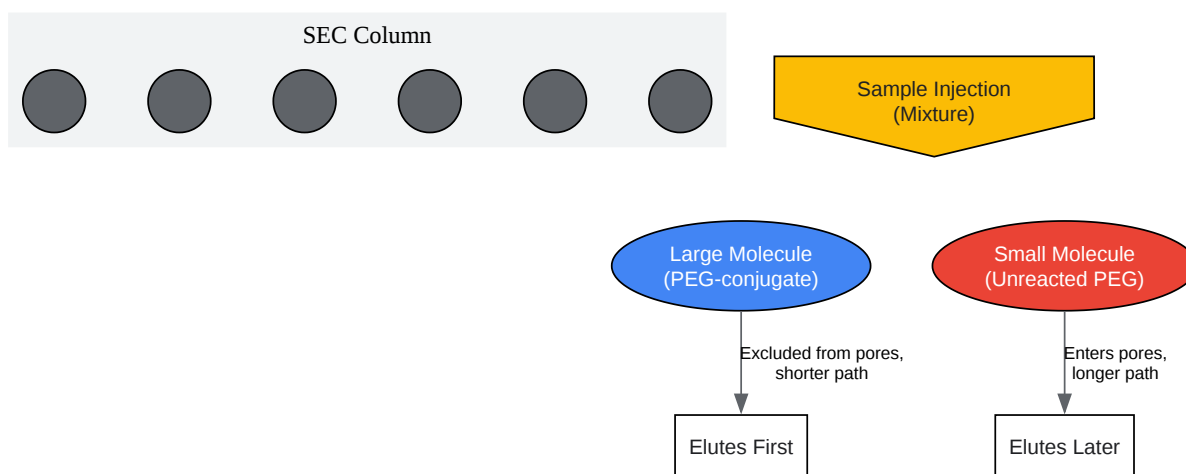 SEC Column
Sample Injection
(Mixture)
Large Molecule
(PEG-conjugate)
Small Molecule
(Unreacted PEG)
Excluded from pores,
shorter path
Enters pores,
longer path
Elutes First
Elutes Later